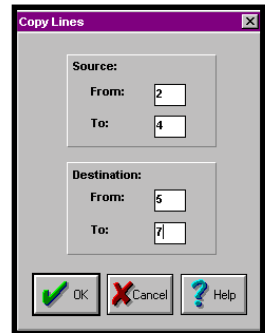 Copy Lines
Source:
From: 2
To: 4
Destination:
From: 5
To: 7
OK Cancel Help